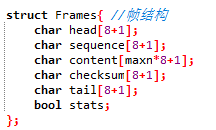 struct Frames{ //帧结构
    char head[8+1];
    char sequence[8+1];
    char content[maxn*8+1];
    char checksum[8+1];
    char tail[8+1];
    bool stats;
};